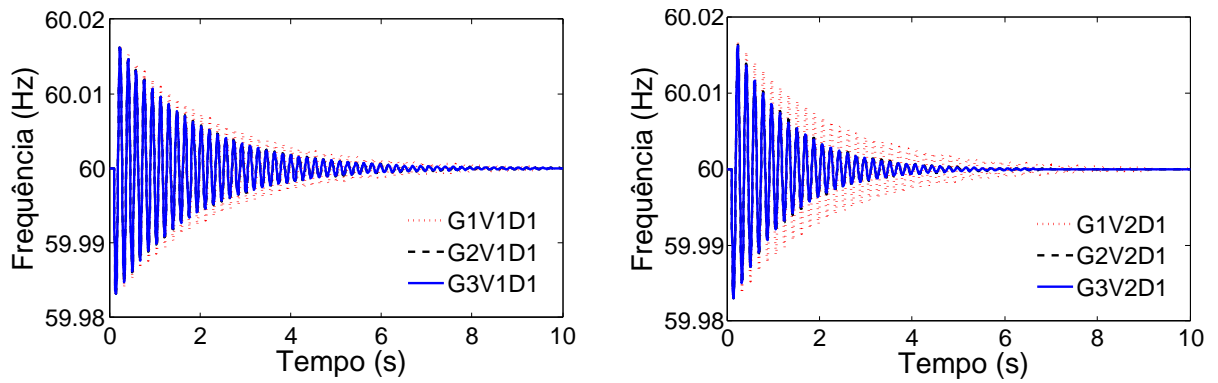 60.02
60.01
60
59.99
59.98
Frequência (Hz)
0 2 4 6 8 10
Tempo (s)
G1V1D1
G2V1D1
G3V1D1
60.02
60.01
60
59.99
59.98
Frequência (Hz)
0 2 4 6 8 10
Tempo (s)
G1V2D1
G2V2D1
G3V2D1